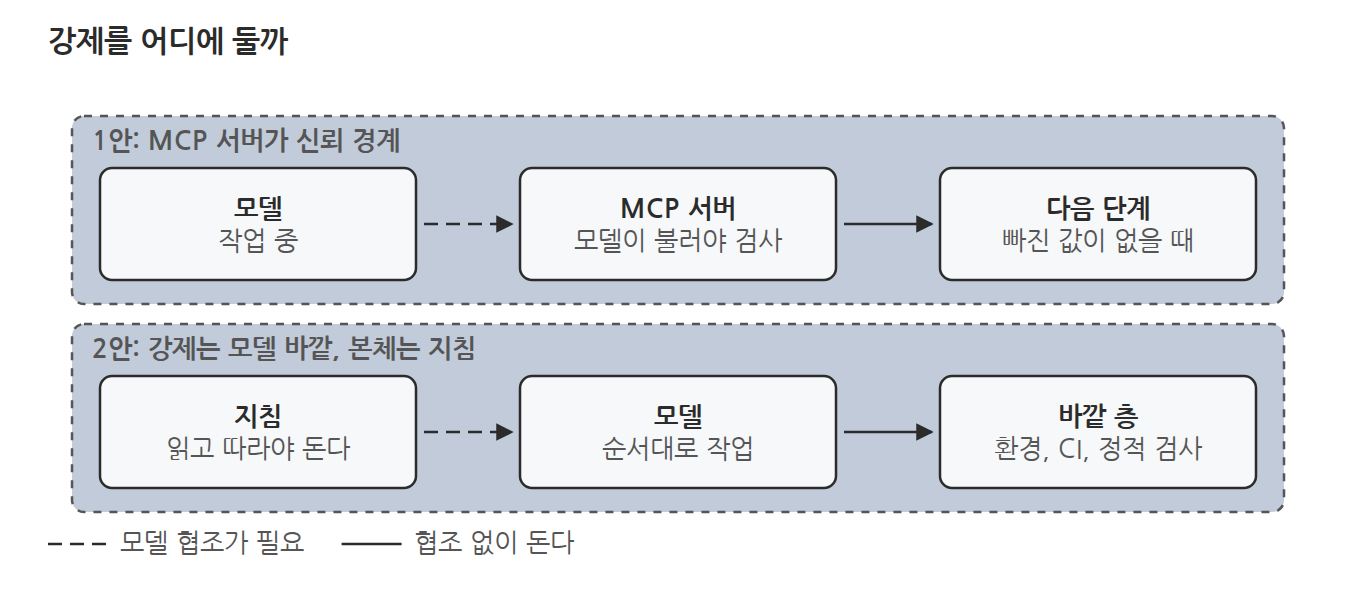 강제를 어디에 둘까
1안: MCP 서버가 신뢰 경계
모델
작업 중
MCP 서버
모델이 불러야 검사
다음 단계
빠진 값이 없을 때
2안: 강제는 모델 바깥, 본체는 지침
지침
읽고 따라야 돈다
모델
순서대로 작업
바깥 층
환경, CI, 정적 검사
모델 협조가 필요
협조 없이 돈다